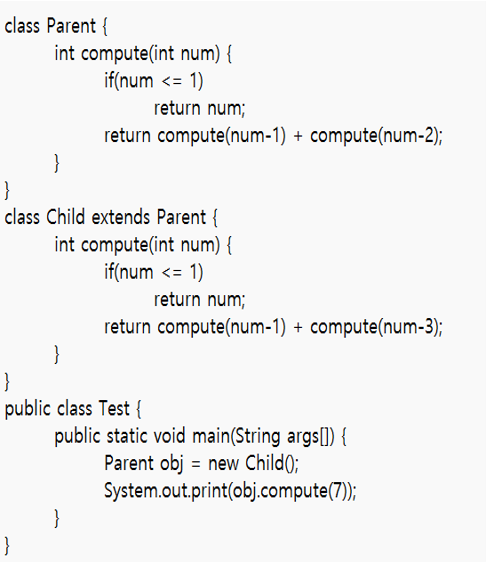 class Parent {
int compute(int num) {
if(num <= 1)
return num;
return compute(num-1) + compute(num-2);
}
}
class Child extends Parent {
int compute(int num) {
if(num <= 1)
return num;
return compute(num-1) + compute(num-3);
}
}
public class Test {
public static void main(String args[]) {
Parent obj = new Child();
System.out.print(obj.compute(7));
}
}